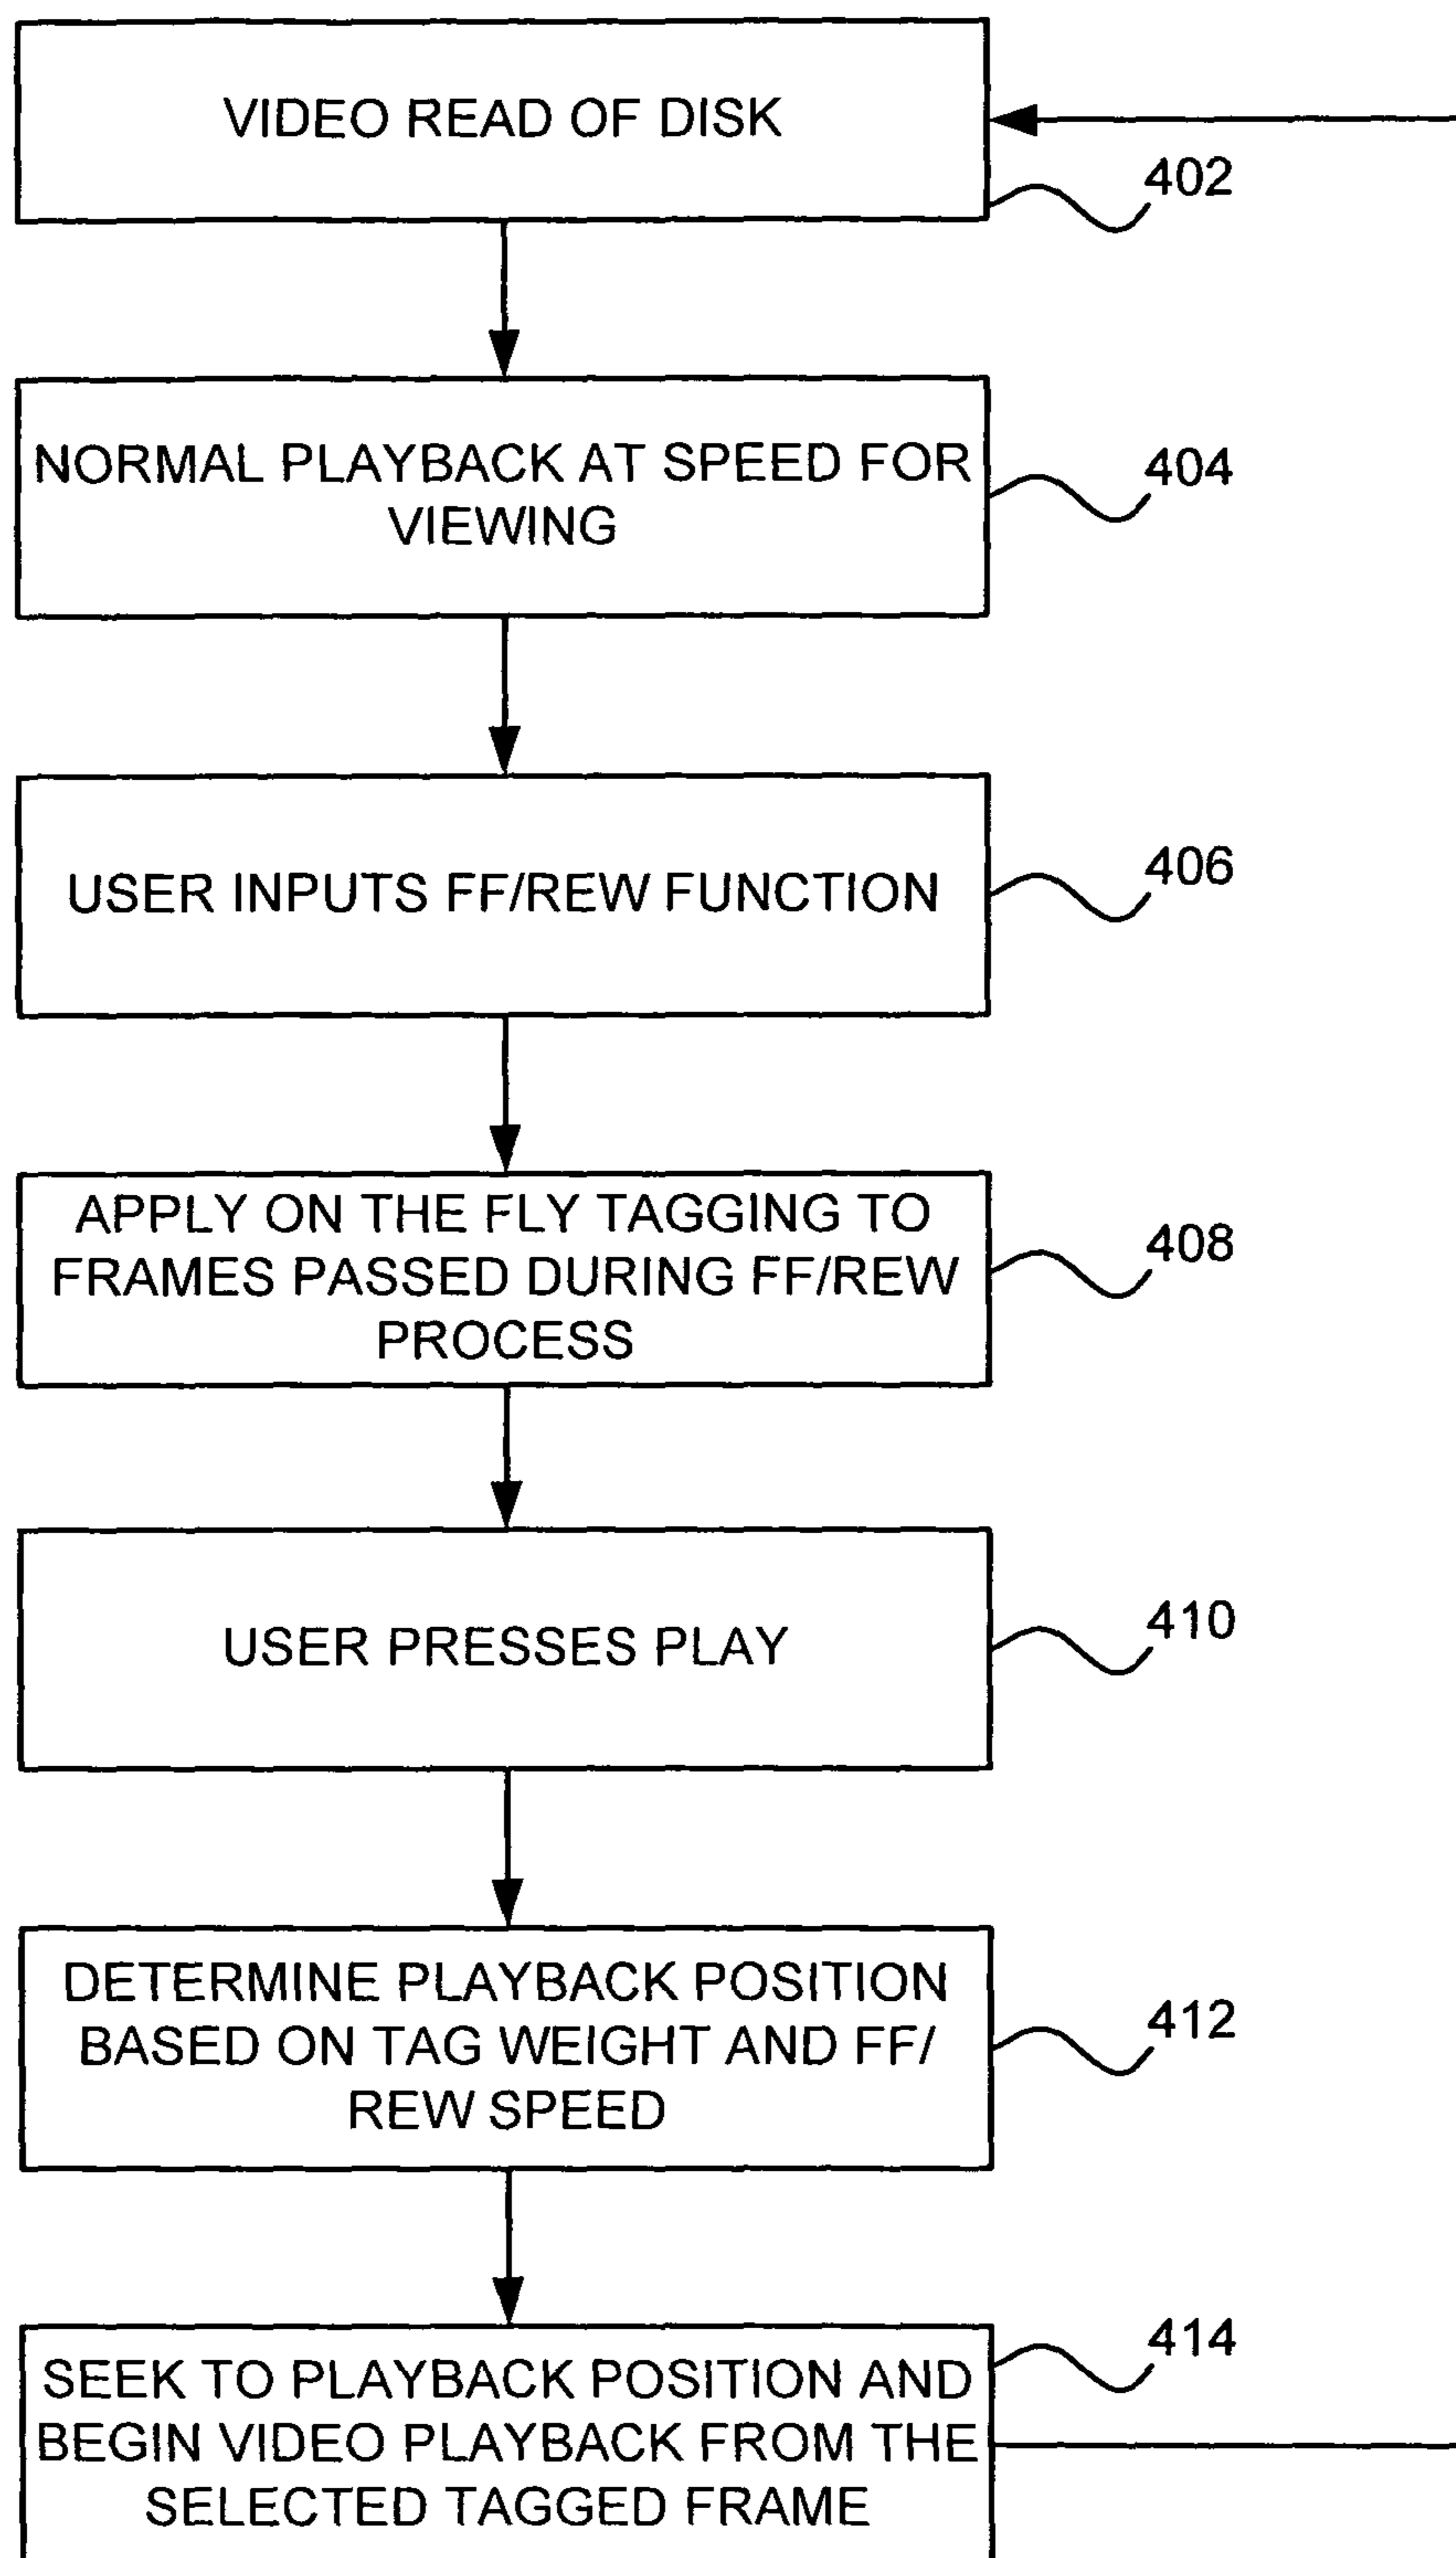 VIDEO READ OF DISK
402
NORMAL PLAYBACK AT SPEED FOR
VIEWING
404
USER INPUTS FF/REW FUNCTION
406
APPLY ON THE FLY TAGGING TO
FRAMES PASSED DURING FF/REW
PROCESS
408
USER PRESSES PLAY
410
DETERMINE PLAYBACK POSITION
BASED ON TAG WEIGHT AND FF/
REW SPEED
412
SEEK TO PLAYBACK POSITION AND
BEGIN VIDEO PLAYBACK FROM THE
SELECTED TAGGED FRAME
414